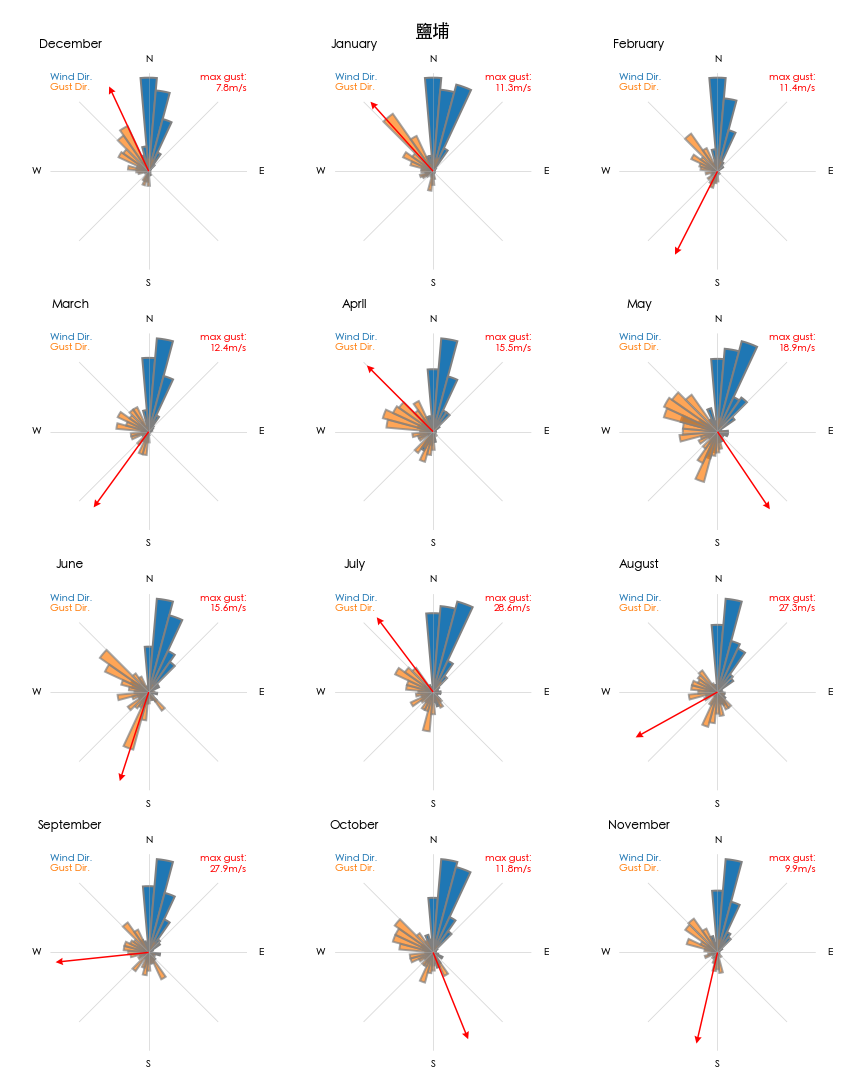 鹽埔
December
N
Wind Dir.
Gust Dir.
max gust:
7.8m/s
W
E
S
January
N
Wind Dir.
Gust Dir.
max gust:
11.3m/s
W
E
S
February
N
Wind Dir.
Gust Dir.
max gust:
11.4m/s
W
E
S
March
N
Wind Dir.
Gust Dir.
max gust:
12.4m/s
W
E
S
April
N
Wind Dir.
Gust Dir.
max gust:
15.5m/s
W
E
S
May
N
Wind Dir.
Gust Dir.
max gust:
18.9m/s
W
E
S
June
N
Wind Dir.
Gust Dir.
max gust:
15.6m/s
W
E
S
July
N
Wind Dir.
Gust Dir.
max gust:
28.6m/s
W
E
S
August
N
Wind Dir.
Gust Dir.
max gust:
27.3m/s
W
E
S
September
N
Wind Dir.
Gust Dir.
max gust:
27.9m/s
W
E
S
October
N
Wind Dir.
Gust Dir.
max gust:
11.8m/s
W
E
S
November
N
Wind Dir.
Gust Dir.
max gust:
9.9m/s
W
E
S